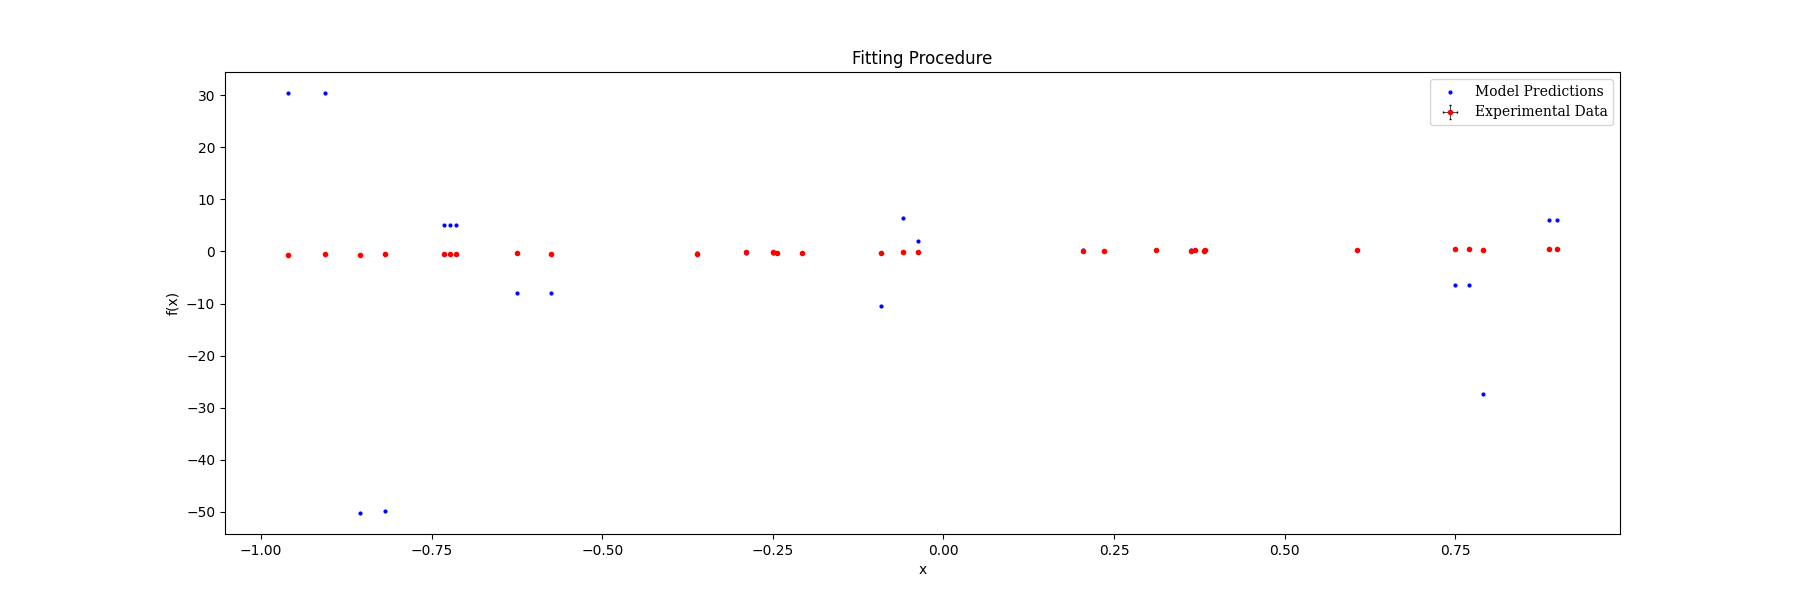 Fitting Procedure
Model Predictions
Experimental Data
30
20
10
0
−10
−20
−30
−40
−50
f(x)
−1.00 −0.75 −0.50 −0.25 0.00 0.25 0.50 0.75
x